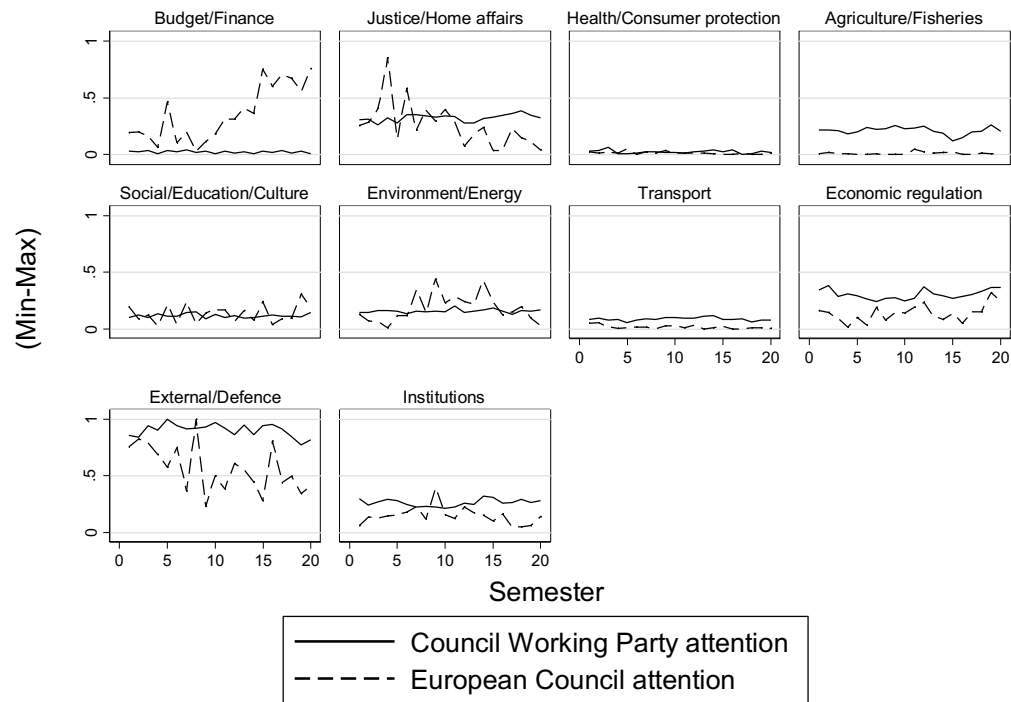 Budget/Finance
Justice/Home affairs
Health/Consumer protection
Agriculture/Fisheries
0 .5 1
Social/Education/Culture
Environment/Energy
Transport
Economic regulation
0 .5 1
0 5 10 15 20
0 5 10 15 20
External/Defence
Institutions
0 .5 1
0 5 10 15 20
0 5 10 15 20
(Min-Max)
Semester
Council Working Party attention
European Council attention